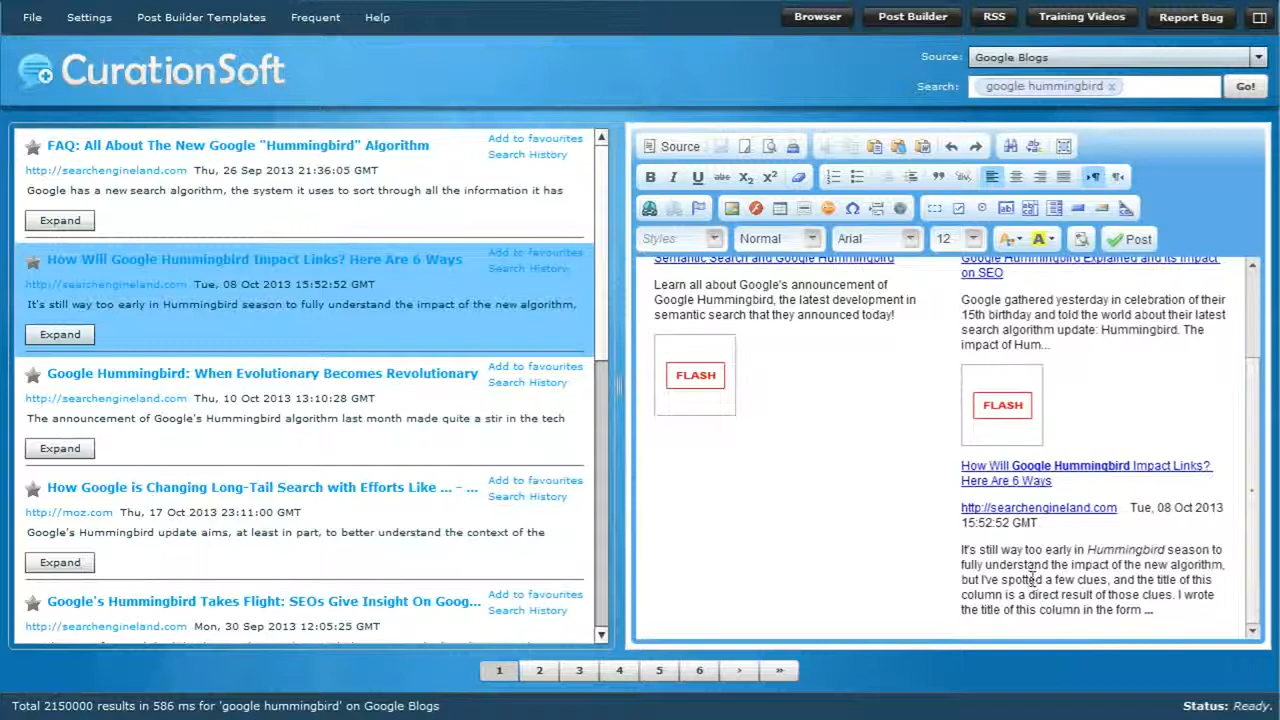 File Settings Post Builder Templates Frequent Help Browser Post Builder RSS Training Videos Report Bug
CurationSoft
Source: Google Blogs
Search: google hummingbird x Go!
FAQ: All About The New Google "Hummingbird" Algorithm
Add to favourites
Search History
http://searchengineland.com Thu, 26 Sep 2013 21:36:05 GMT
Google has a new search algorithm, the system it uses to sort through all the information it has
Expand
How Will Google Hummingbird Impact Links? Here Are 6 Ways
Add to favourites
Search History
http://searchengineland.com Tue, 08 Oct 2013 15:52:52 GMT
It's still way too early in Hummingbird season to fully understand the impact of the new algorithm,
Expand
Google Hummingbird: When Evolutionary Becomes Revolutionary
Add to favourites
Search History
http://searchengineland.com Thu, 10 Oct 2013 13:10:28 GMT
The announcement of Google's Hummingbird algorithm last month made quite a stir in the tech
Expand
How Google is Changing Long-Tail Search with Efforts Like ... - ...
Add to favourites
Search History
http://moz.com Thu, 17 Oct 2013 23:11:00 GMT
Google's Hummingbird update aims, at least in part, to better understand the context of the
Expand
Google's Hummingbird Takes Flight: SEOs Give Insight On Goog...
Add to favourites
Search History
http://searchengineland.com Mon, 30 Sep 2013 12:05:25 GMT
Source
B I U abc X2 X2
Styles Normal Arial 12 A A Post
Semantic Search and Google Hummingbird
Learn all about Google's announcement of
Google Hummingbird, the latest development in
semantic search that they announced today!
FLASH
Google Hummingbird Explained and its Impact
on SEO
Google gathered yesterday in celebration of their
15th birthday and told the world about their latest
search algorithm update: Hummingbird. The
impact of Hum...
FLASH
How Will Google Hummingbird Impact Links?
Here Are 6 Ways
http://searchengineland.com Tue, 08 Oct 2013
15:52:52 GMT
It's still way too early in Hummingbird season to
fully understand the impact of the new algorithm,
but I've spotted a few clues, and the title of this
column is a direct result of those clues. I wrote
the title of this column in the form ...
1 2 3 4 5 6 › »
Total 2150000 results in 586 ms for 'google hummingbird' on Google Blogs
Status: Ready.